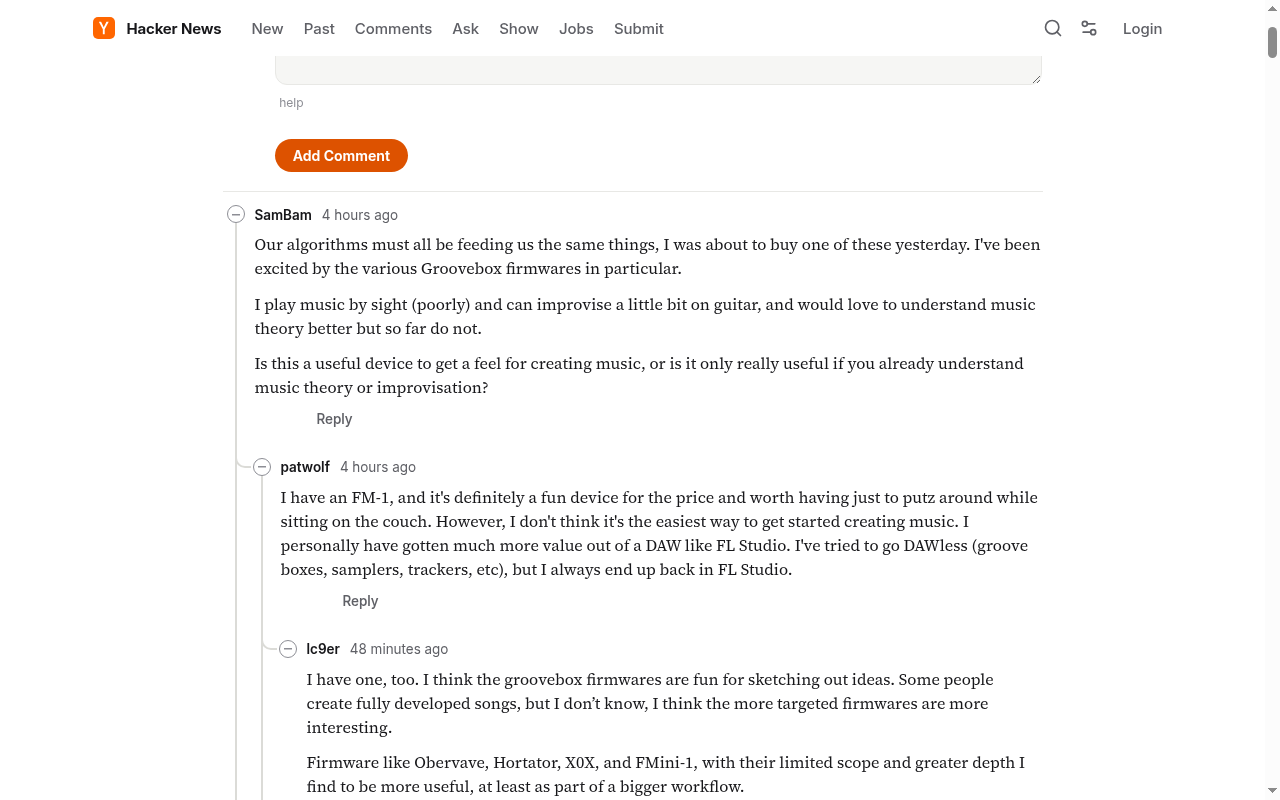 Y Hacker News New Past Comments Ask Show Jobs Submit Login
help
Add Comment
SamBam 4 hours ago
Our algorithms must all be feeding us the same things, I was about to buy one of these yesterday. I've been
excited by the various Groovebox firmwares in particular.
I play music by sight (poorly) and can improvise a little bit on guitar, and would love to understand music
theory better but so far do not.
Is this a useful device to get a feel for creating music, or is it only really useful if you already understand
music theory or improvisation?
Reply
patwolf 4 hours ago
I have an FM-1, and it's definitely a fun device for the price and worth having just to putz around while
sitting on the couch. However, I don't think it's the easiest way to get started creating music. I
personally have gotten much more value out of a DAW like FL Studio. I've tried to go DAWless (groove
boxes, samplers, trackers, etc), but I always end up back in FL Studio.
Reply
lc9er 48 minutes ago
I have one, too. I think the groovebox firmwares are fun for sketching out ideas. Some people
create fully developed songs, but I don’t know, I think the more targeted firmwares are more
interesting.
Firmware like Obervave, Hortator, X0X, and FMini-1, with their limited scope and greater depth I
find to be more useful, at least as part of a bigger workflow.